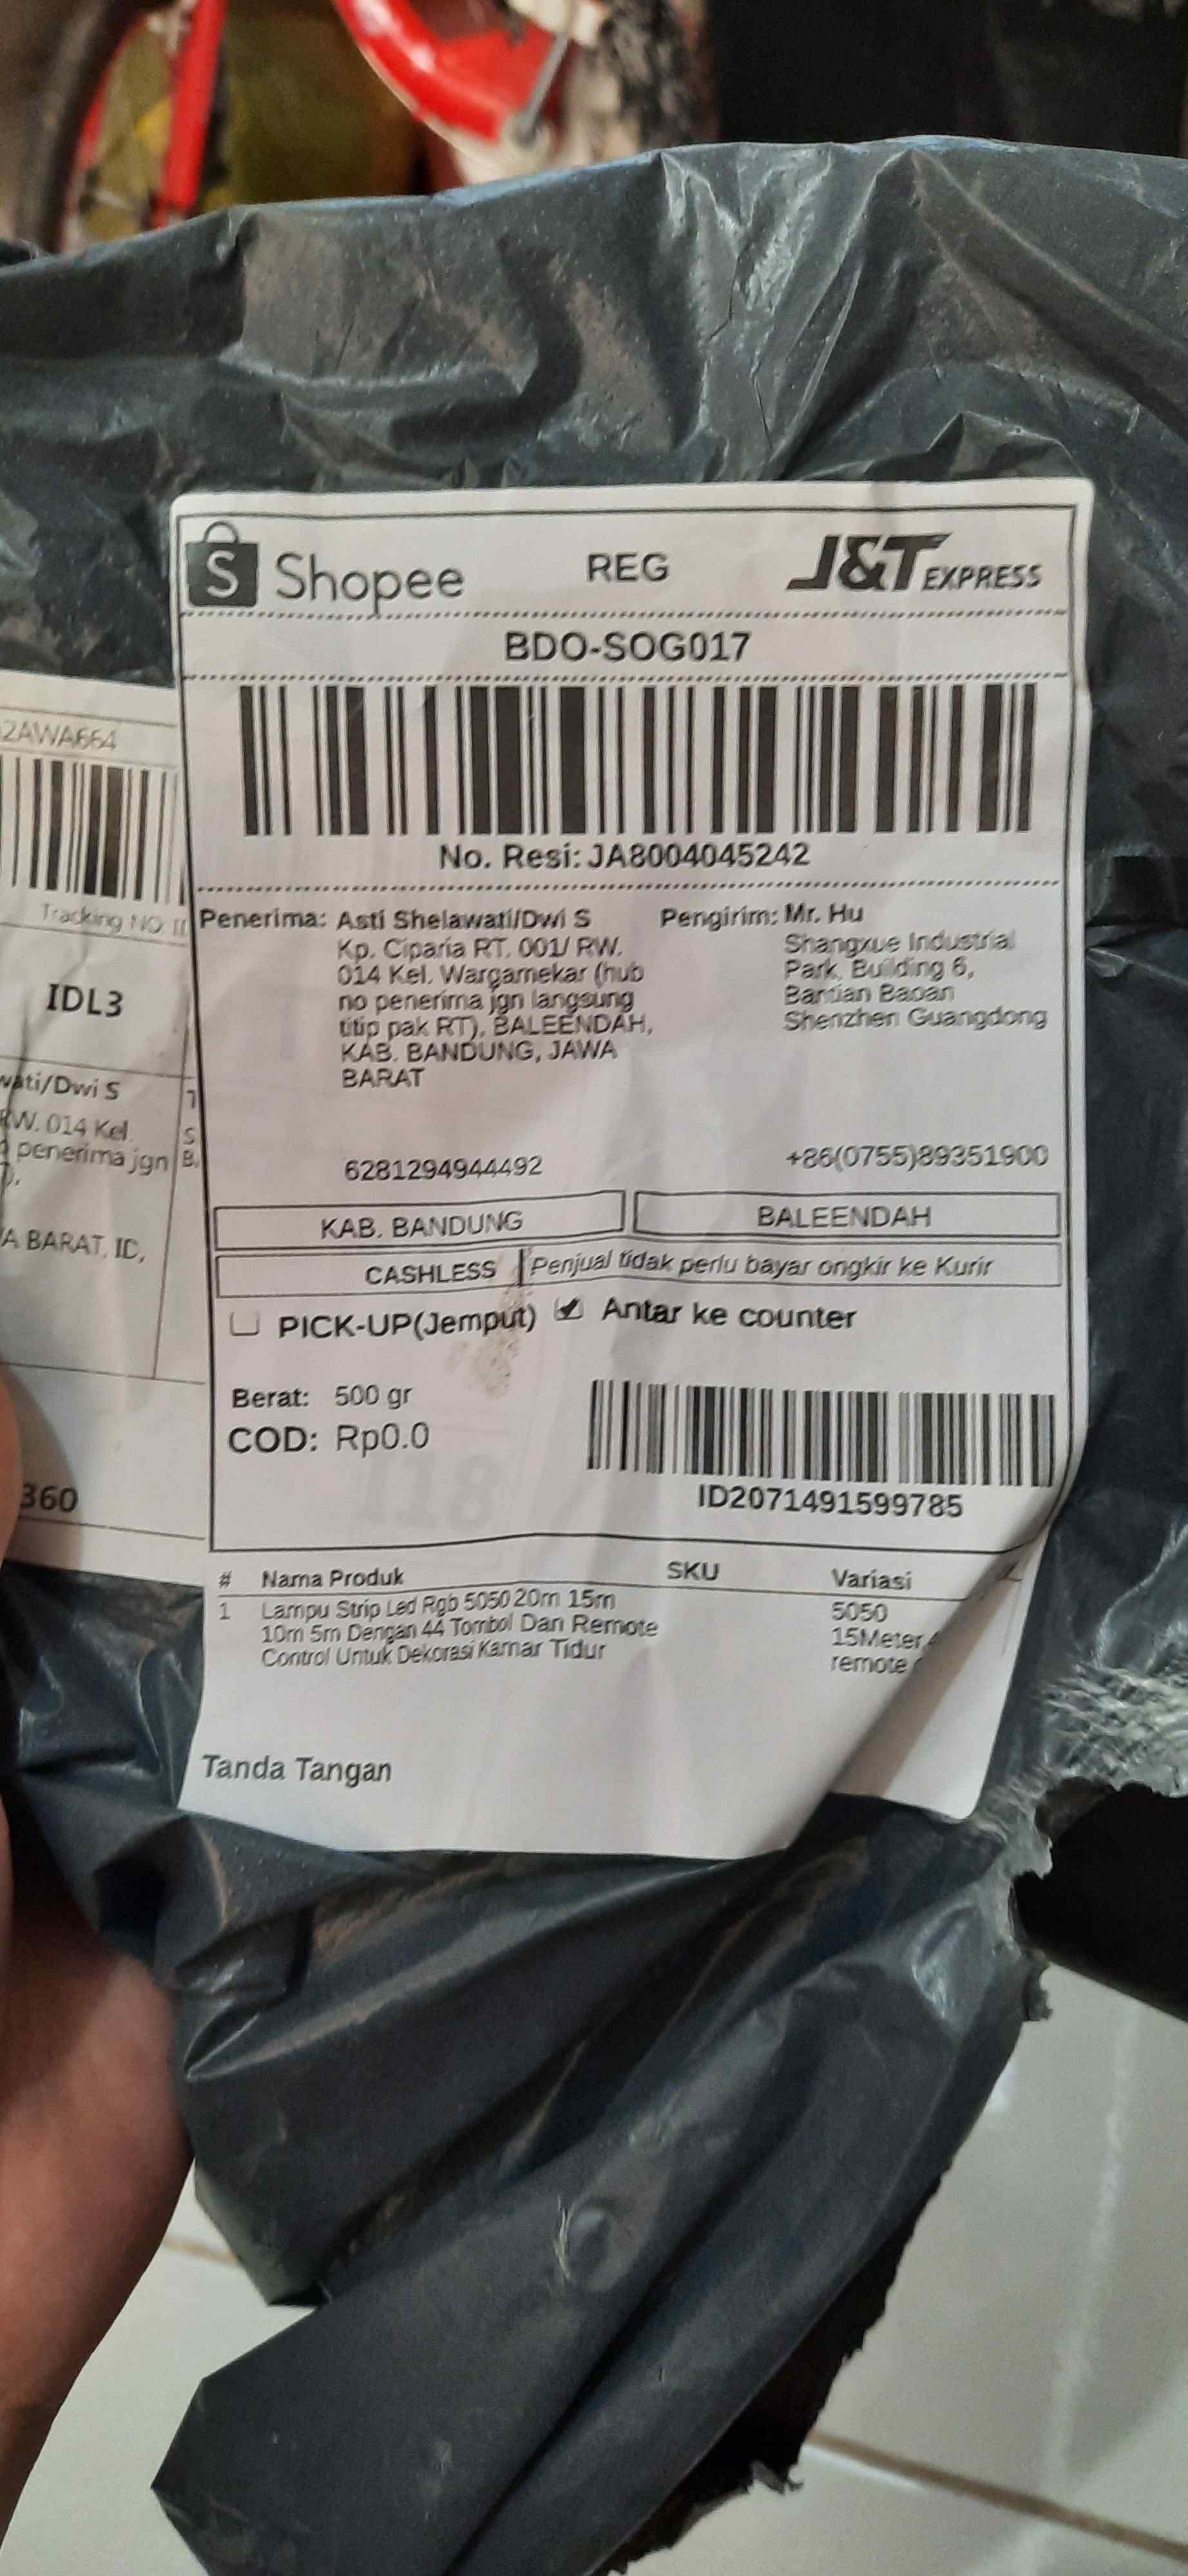 Shopee REG J&T EXPRESS
BDO-SOG017
No. Resi: JA8004045242
Penerima: Asti Shelawati/Dwi S
Kp. Ciparia RT. 001/ RW.
014 Kel. Wargamekar (hub
no penerima jgn langsung
titip pak RT), BALEENDAH,
KAB. BANDUNG, JAWA
BARAT
6281294944492
Pengirim: Mr. Hu
Shangxue Industrial
Park, Building 6,
Bantian Baoan
Shenzhen Guangdong
+86(0755)89351900
KAB. BANDUNG BALEENDAH
CASHLESS Penjual tidak perlu bayar ongkir ke Kurir
PICK-UP(Jemput) Antar ke counter
Berat: 500 gr
COD: Rp0.0
ID2071491599785
# Nama Produk SKU Variasi
1 Lampu Strip Led Rgb 5050 20m 15m
10m 5m Dengan 44 Tombol Dan Remote
Control Untuk Dekorasi Kamar Tidur
5050
15Meter
remote
Tanda Tangan
2AWA664
Tracking NO
IDL3
wati/Dwi S
RW. 014 Kel.
penerima jgn
A BARAT, ID,
360